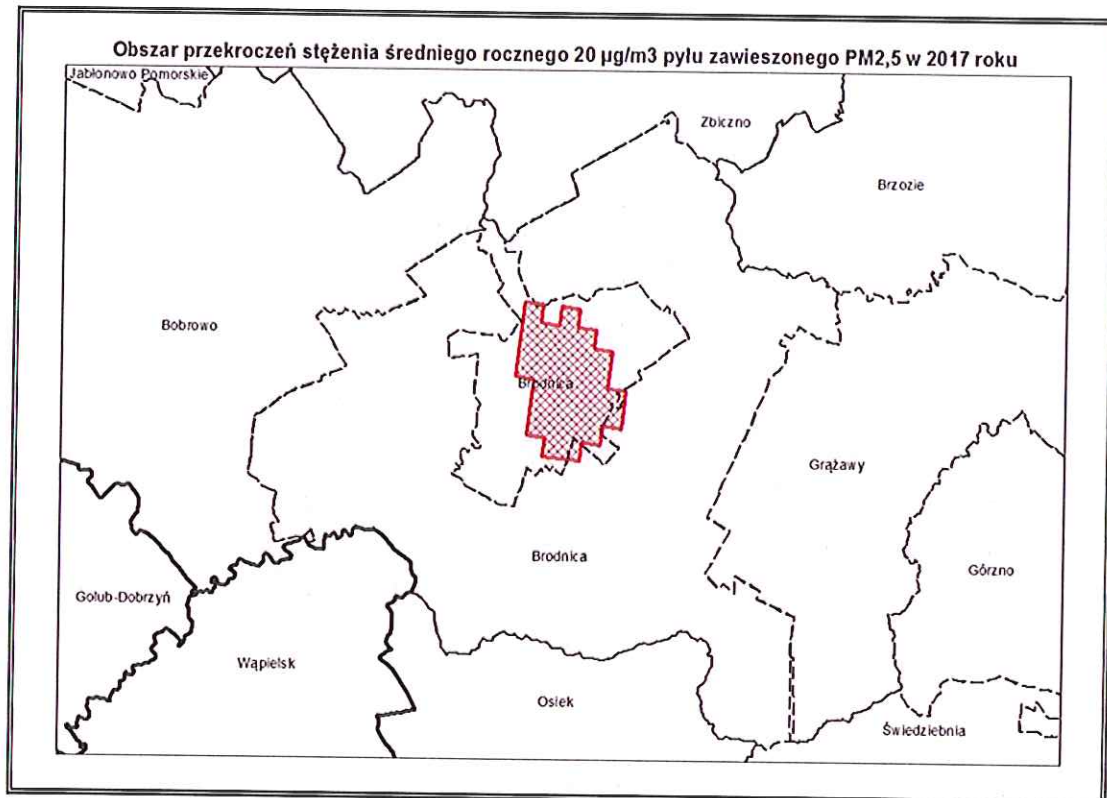 Obszar przekroczeń stężenia średniego rocznego 20 µg/m3 pyłu zawieszonego PM2,5 w 2017 roku
Jabłonowo Pomorskie
Zbiczno
Brzozie
Bobrowo
Brodnica
Grążawy
Brodnica
Górzno
Golub-Dobrzyń
Wąpielsk
Osiek
Świedziebnia